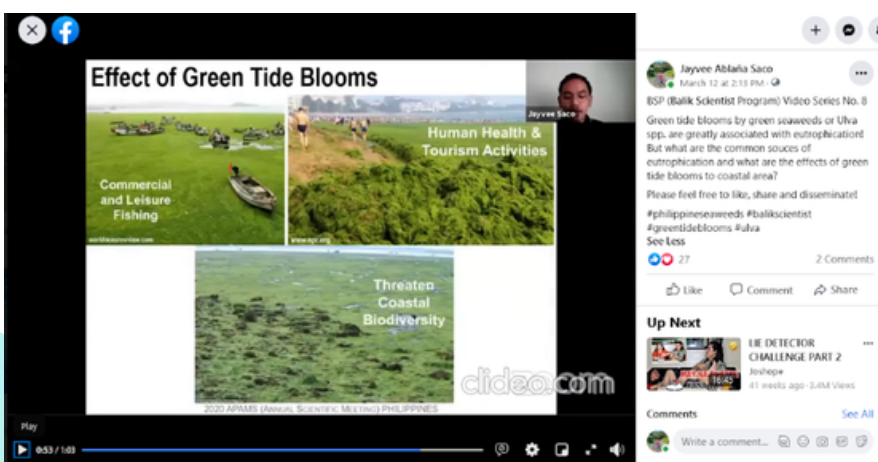 Effect of Green Tide Blooms
Jayvee Saco
Commercial
and Leisure
Fishing
Human Health &
Tourism Activities
www.epr.org
Threaten
Coastal
Biodiversity
clideo.com
2020 APAMS (ANNUAL SCIENTIFIC MEETING) PHILIPPINES
Play
0:53 / 1:03
Jayvee Ablaña Saco
March 12 at 2:13 PM ·
BSP (Balik Scientist Program) Video Series No. 8
Green tide blooms by green seaweeds or Ulva
spp. are greatly associated with eutrophication!
But what are the common souces of
eutrophication and what are the effects of green
tide blooms to coastal area?
Please feel free to like, share and disseminate!
#philippineseaweeds #balikscientist
#greentideblooms #ulva
See Less
27
2 Comments
Like
Comment
Share
Up Next
LIE DETECTOR
CHALLENGE PART 2
Joshope
41 weeks ago · 3.4M Views
16:45
Comments
See All
Write a comment...